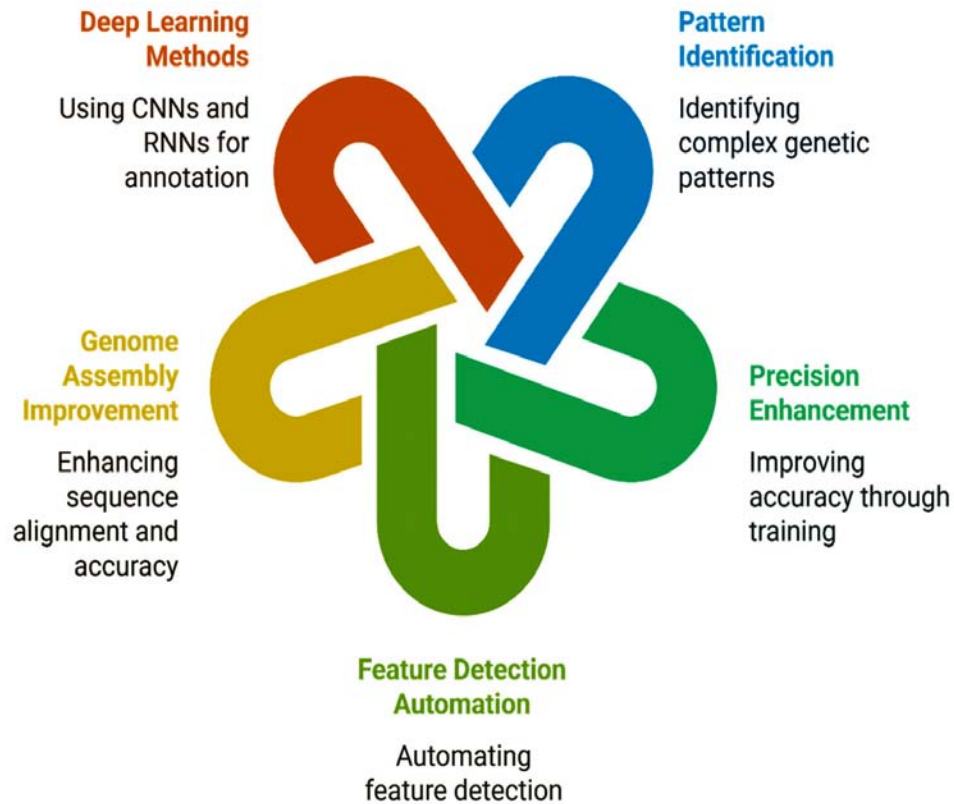 Deep Learning
Methods
Using CNNs and
RNNs for
annotation
Pattern
Identification
Identifying
complex genetic
patterns
Genome
Assembly
Improvement
Enhancing
sequence
alignment and
accuracy
Precision
Enhancement
Improving
accuracy through
training
Feature Detection
Automation
Automating
feature detection